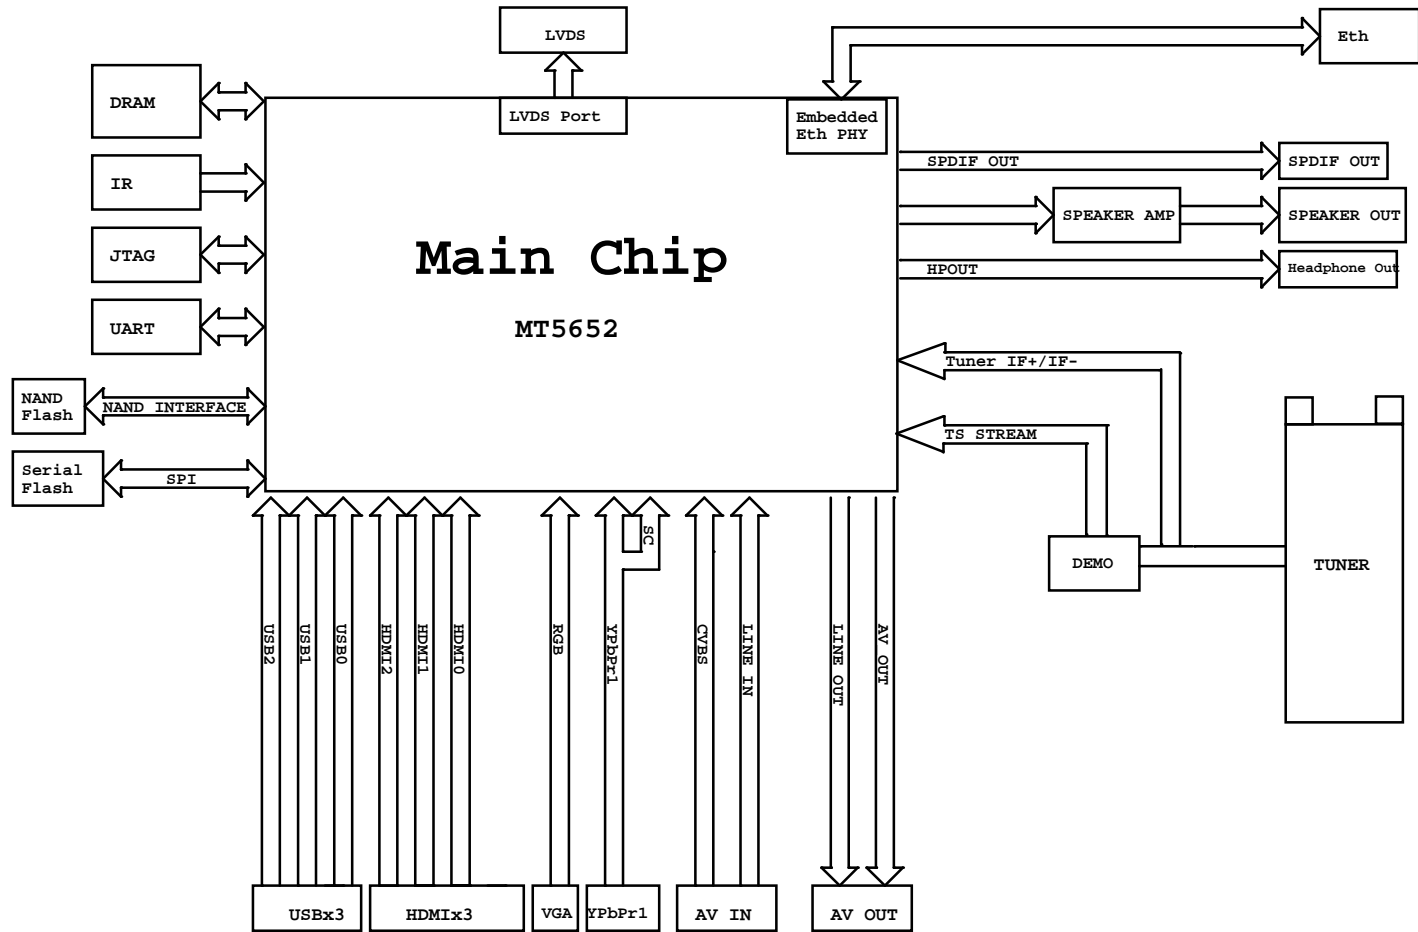 LVDS
Eth
DRAM
LVDS Port
Embedded
Eth PHY
SPDIF OUT
SPDIF OUT
IR
SPEAKER AMP
SPEAKER OUT
JTAG
Main Chip
HPOUT
Headphone Out
UART
MT5652
Tuner IF+/IF-
NAND
Flash
NAND INTERFACE
TS STREAM
Serial
Flash
SPI
SC
DEMO
TUNER
USB2
USB1
USB0
HDMI2
HDMI1
HDMI0
RGB
YPbPr1
CVBS
LINE IN
LINE OUT
AV OUT
USBx3
HDMIx3
VGA
YPbPr1
AV IN
AV OUT